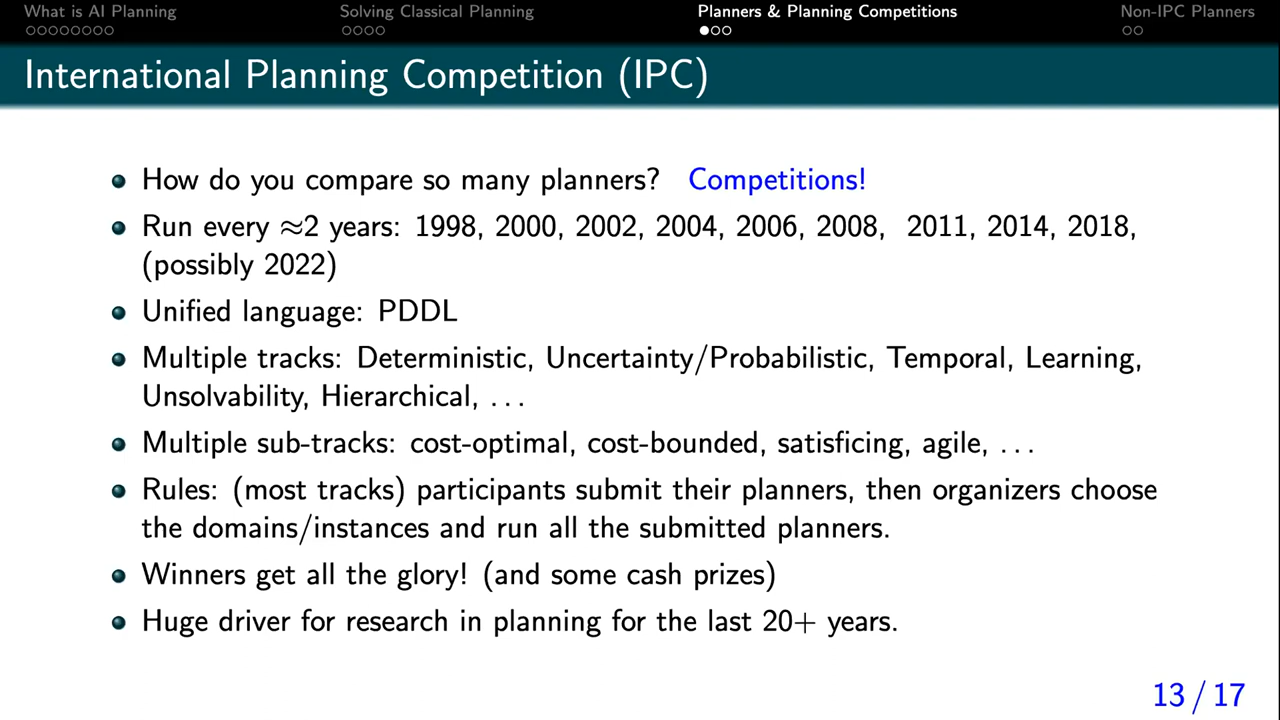 What is AI Planning
Solving Classical Planning
Planners & Planning Competitions
Non-IPC Planners
International Planning Competition (IPC)
How do you compare so many planners? Competitions!
Run every ≈2 years: 1998, 2000, 2002, 2004, 2006, 2008, 2011, 2014, 2018,
(possibly 2022)
Unified language: PDDL
Multiple tracks: Deterministic, Uncertainty/Probabilistic, Temporal, Learning,
Unsolvability, Hierarchical, . . .
Multiple sub-tracks: cost-optimal, cost-bounded, satisficing, agile, . . .
Rules: (most tracks) participants submit their planners, then organizers choose
the domains/instances and run all the submitted planners.
Winners get all the glory! (and some cash prizes)
Huge driver for research in planning for the last 20+ years.
13 / 17